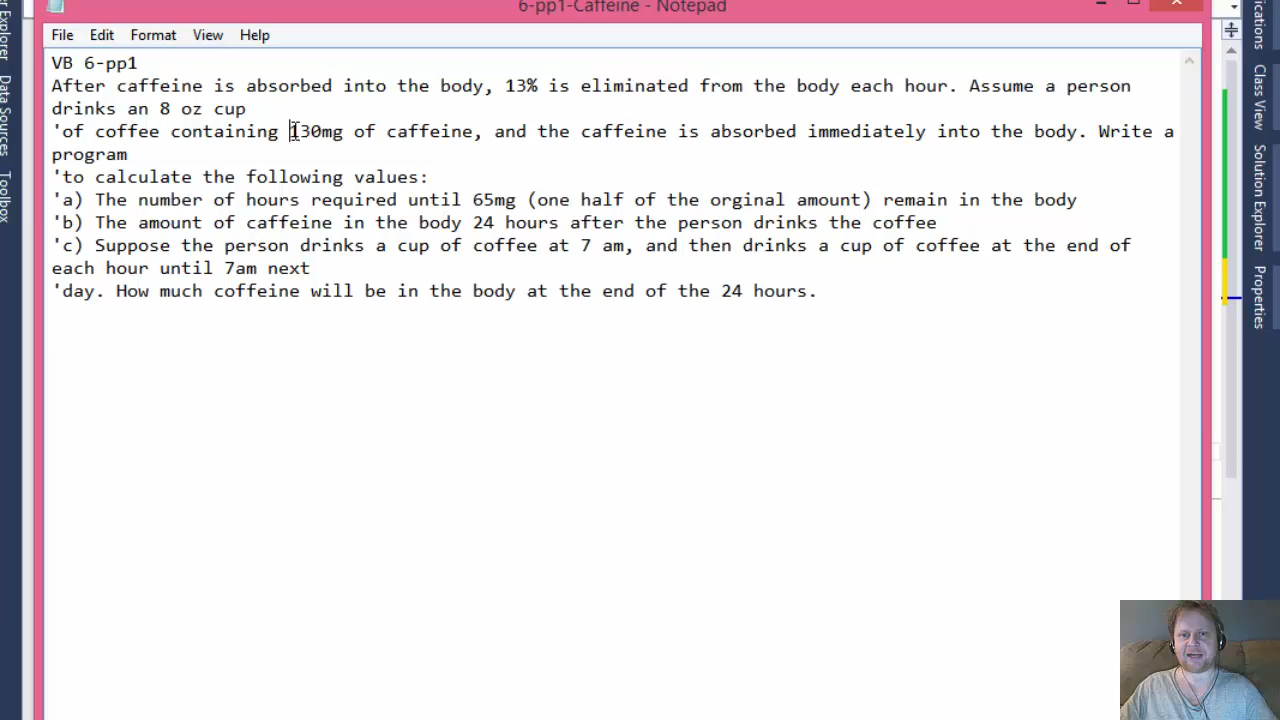 6-pp1-Caffeine - Notepad
File Edit Format View Help
VB 6-pp1
After caffeine is absorbed into the body, 13% is eliminated from the body each hour. Assume a person
drinks an 8 oz cup
'of coffee containing 130mg of caffeine, and the caffeine is absorbed immediately into the body. Write a
program
'to calculate the following values:
'a) The number of hours required until 65mg (one half of the orginal amount) remain in the body
'b) The amount of caffeine in the body 24 hours after the person drinks the coffee
'c) Suppose the person drinks a cup of coffee at 7 am, and then drinks a cup of coffee at the end of
each hour until 7am next
'day. How much coffeine will be in the body at the end of the 24 hours.
Explorer
Data Sources
Toolbox
Class View
Solution Explorer
Properties